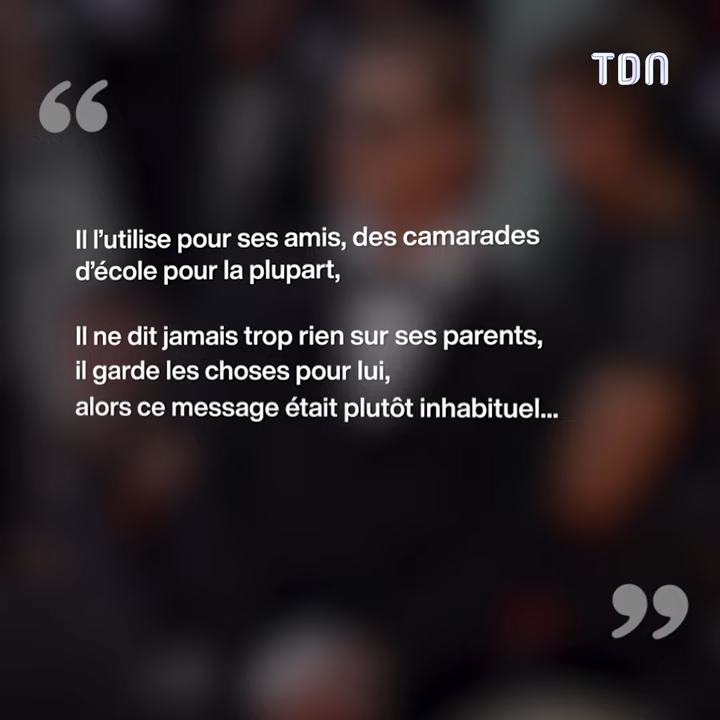 TDN
“
Il l’utilise pour ses amis, des camarades
d’école pour la plupart,
Il ne dit jamais trop rien sur ses parents,
il garde les choses pour lui,
alors ce message était plutôt inhabituel...
”